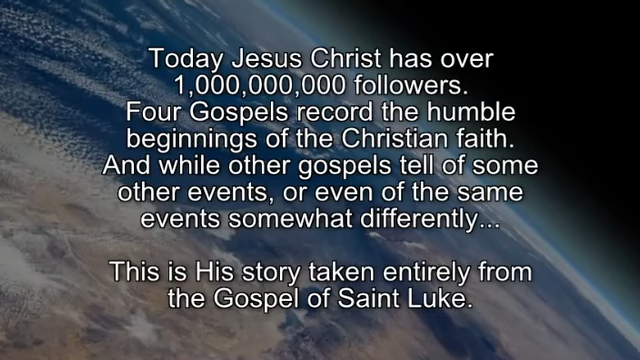 Today Jesus Christ has over
1,000,000,000 followers.
Four Gospels record the humble
beginnings of the Christian faith.
And while other gospels tell of some
other events, or even of the same
events somewhat differently...
This is His story taken entirely from
the Gospel of Saint Luke.